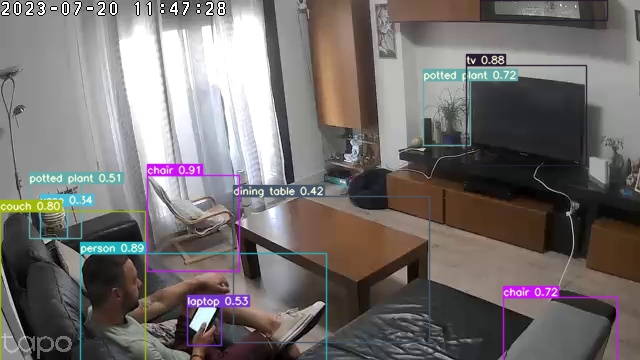 2023-07-20 11:47:28
tv 0.88
potted plant 0.72
chair 0.91
potted plant 0.51
dining table 0.42
vase 0.34
couch 0.80
person 0.89
laptop 0.53
chair 0.72
tapo